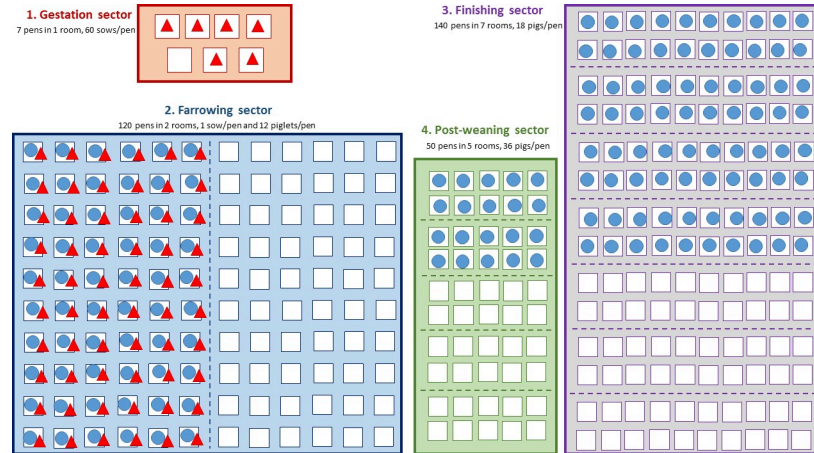 1. Gestation sector
7 pens in 1 room, 60 sows/pen
2. Farrowing sector
120 pens in 2 rooms, 1 sow/pen and 12 piglets/pen
3. Finishing sector
140 pens in 7 rooms, 18 pigs/pen
4. Post-weaning sector
50 pens in 5 rooms, 36 pigs/pen